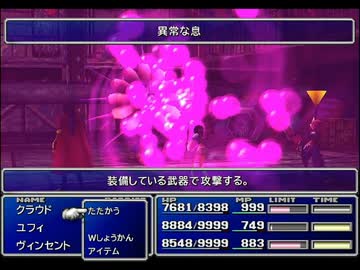 異常な息
装備している武器で攻撃する。
NAME
HP
MP
LIMIT
TIME
クラウド
たたかう
7681/8398
999
ユフィ
8884/9999
749
Wしょうかん
ヴィンセント
アイテム
8548/9999
883